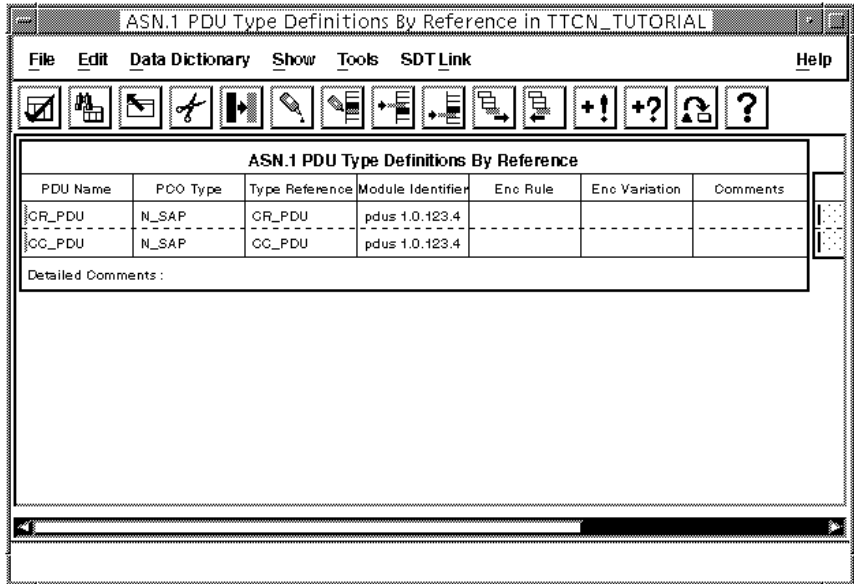 ASN.1 PDU Type Definitions By Reference in TTCN_TUTORIAL
File Edit Data Dictionary Show Tools SDT Link Help
+! +? ?
ASN.1 PDU Type Definitions By Reference
PDU Name PCO Type Type Reference Module Identifier Enc Rule Enc Variation Comments
CR_PDU N_SAP CR_PDU pdus 1.0.123.4
CC_PDU N_SAP CC_PDU pdus 1.0.123.4
Detailed Comments :